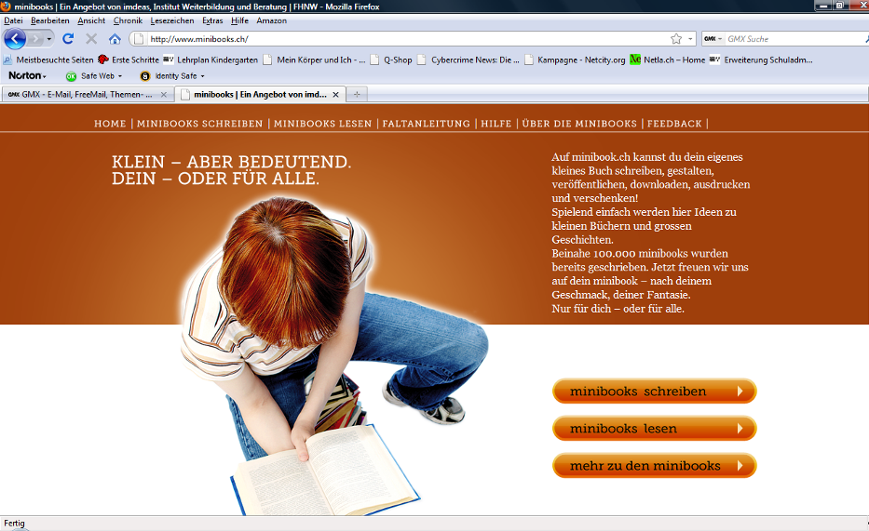 minibooks | Ein Angebot von imdeas, Institut Weiterbildung und Beratung | FHNW - Mozilla Firefox
Datei Bearbeiten Ansicht Chronik Lesezeichen Extras Hilfe Amazon
http://www.minibooks.ch/
GMX GMX Suche
Meistbesuchte Seiten Erste Schritte Lehrplan Kindergarten Mein Körper und Ich - ... Q-Shop Cybercrime News: Die ... Kampagne - Netcity.org Netla.ch – Home Erweiterung Schuladm...
Norton Safe Web Identity Safe
GMX GMX - E-Mail, FreeMail, Themen- ... minibooks | Ein Angebot von imd...
HOME | MINIBOOKS SCHREIBEN | MINIBOOKS LESEN | FALTANLEITUNG | HILFE | ÜBER DIE MINIBOOKS | FEEDBACK |
KLEIN – ABER BEDEUTEND.
DEIN – ODER FÜR ALLE.
Auf minibook.ch kannst du dein eigenes
kleines Buch schreiben, gestalten,
veröffentlichen, downloaden, ausdrucken
und verschenken!
Spielend einfach werden hier Ideen zu
kleinen Büchern und grossen
Geschichten.
Beinahe 100.000 minibooks wurden
bereits geschrieben. Jetzt freuen wir uns
auf dein minibook – nach deinem
Geschmack, deiner Fantasie.
Nur für dich – oder für alle.
minibooks schreiben
minibooks lesen
mehr zu den minibooks
Fertig